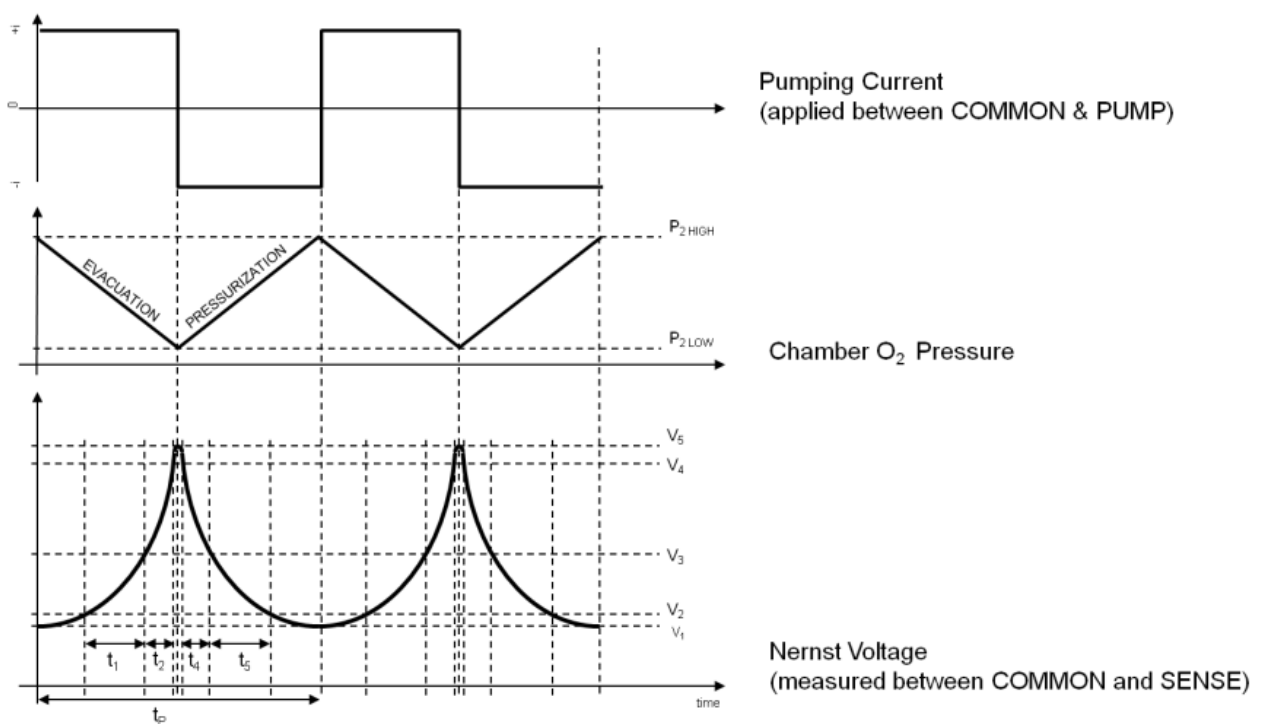 +i
0
-i
Pumping Current
(applied between COMMON & PUMP)
P2 HIGH
EVACUATION
PRESSURIZATION
P2 LOW
Chamber O2 Pressure
V5
V4
V3
V2
V1
t1
t2
t4
t5
Nernst Voltage
(measured between COMMON and SENSE)
time
tP